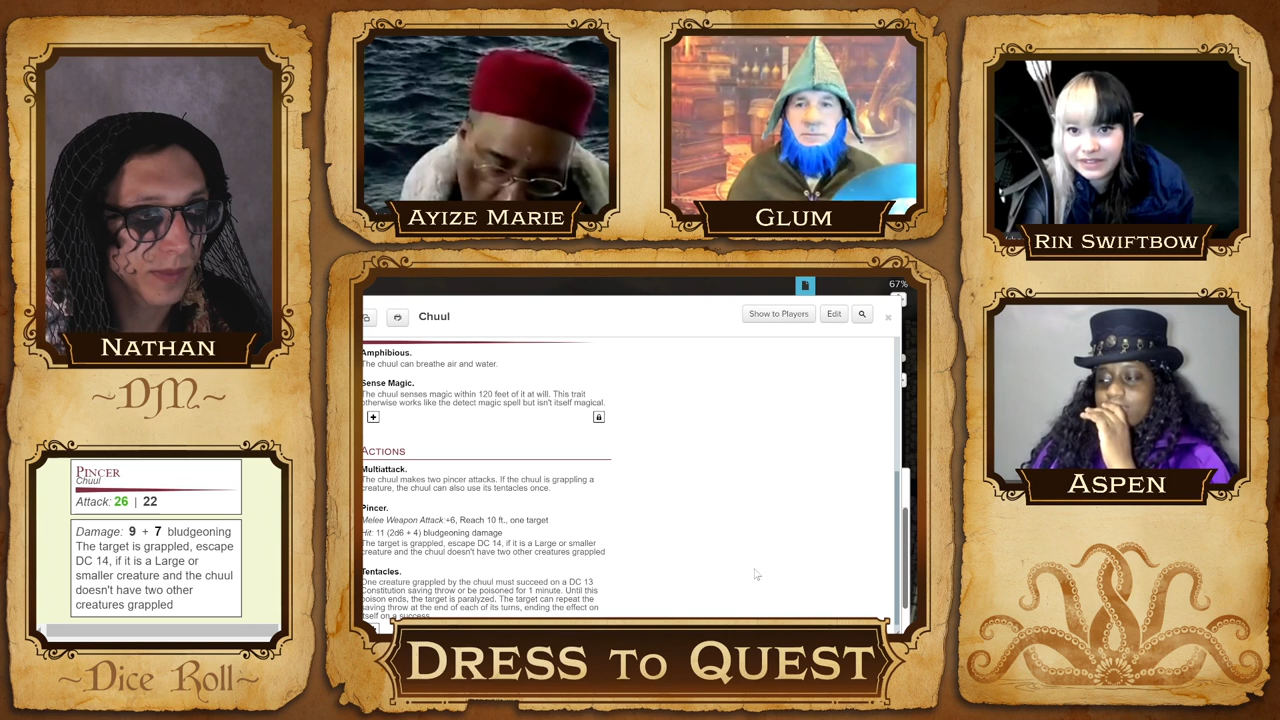 NATHAN
~DM~
PINCER
Chuul
Attack: 26 | 22
Damage: 9 + 7 bludgeoning
The target is grappled, escape
DC 14, if it is a Large or
smaller creature and the chuul
doesn't have two other
creatures grappled
~Dice Roll~
AYIZE MARIE
GLUM
67%
Chuul
Show to Players
Edit
Amphibious.
The chuul can breathe air and water.
Sense Magic.
The chuul senses magic within 120 feet of it at will. This trait
otherwise works like the detect magic spell but isn't itself magical.
ACTIONS
Multiattack.
The chuul makes two pincer attacks. If the chuul is grappling a
creature, the chuul can also use its tentacles once.
Pincer.
Melee Weapon Attack: +6, Reach 10 ft., one target
Hit: 11 (2d6 + 4) bludgeoning damage
The target is grappled, escape DC 14, if it is a Large or smaller
creature and the chuul doesn't have two other creatures grappled
Tentacles.
One creature grappled by the chuul must succeed on a DC 13
Constitution saving throw or be poisoned for 1 minute. Until this
poison ends, the target is paralyzed. The target can repeat the
saving throw at the end of each of its turns, ending the effect on
itself on a success.
DRESS TO QUEST
RIN SWIFTBOW
ASPEN